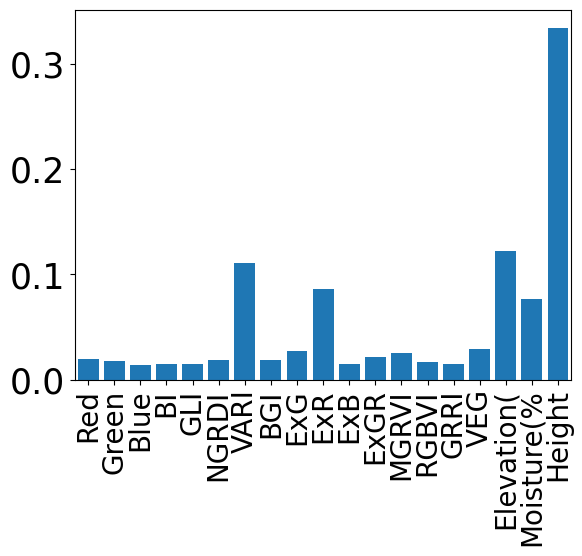 0.3
0.2
0.1
0.0
Red
Green
Blue
BI
GLI
NGRDI
VARI
BGI
ExG
ExR
ExB
ExGR
MGRVI
RGBVI
GRRI
VEG
Elevation(
Moisture(%
Height